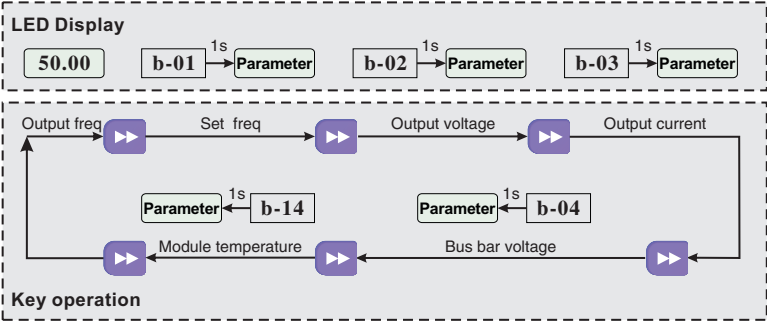 LED Display
50.00 b-01 1s Parameter b-02 1s Parameter b-03 1s Parameter
Output freq Set freq Output voltage Output current
Parameter 1s b-14 Parameter 1s b-04
Module temperature Bus bar voltage
Key operation